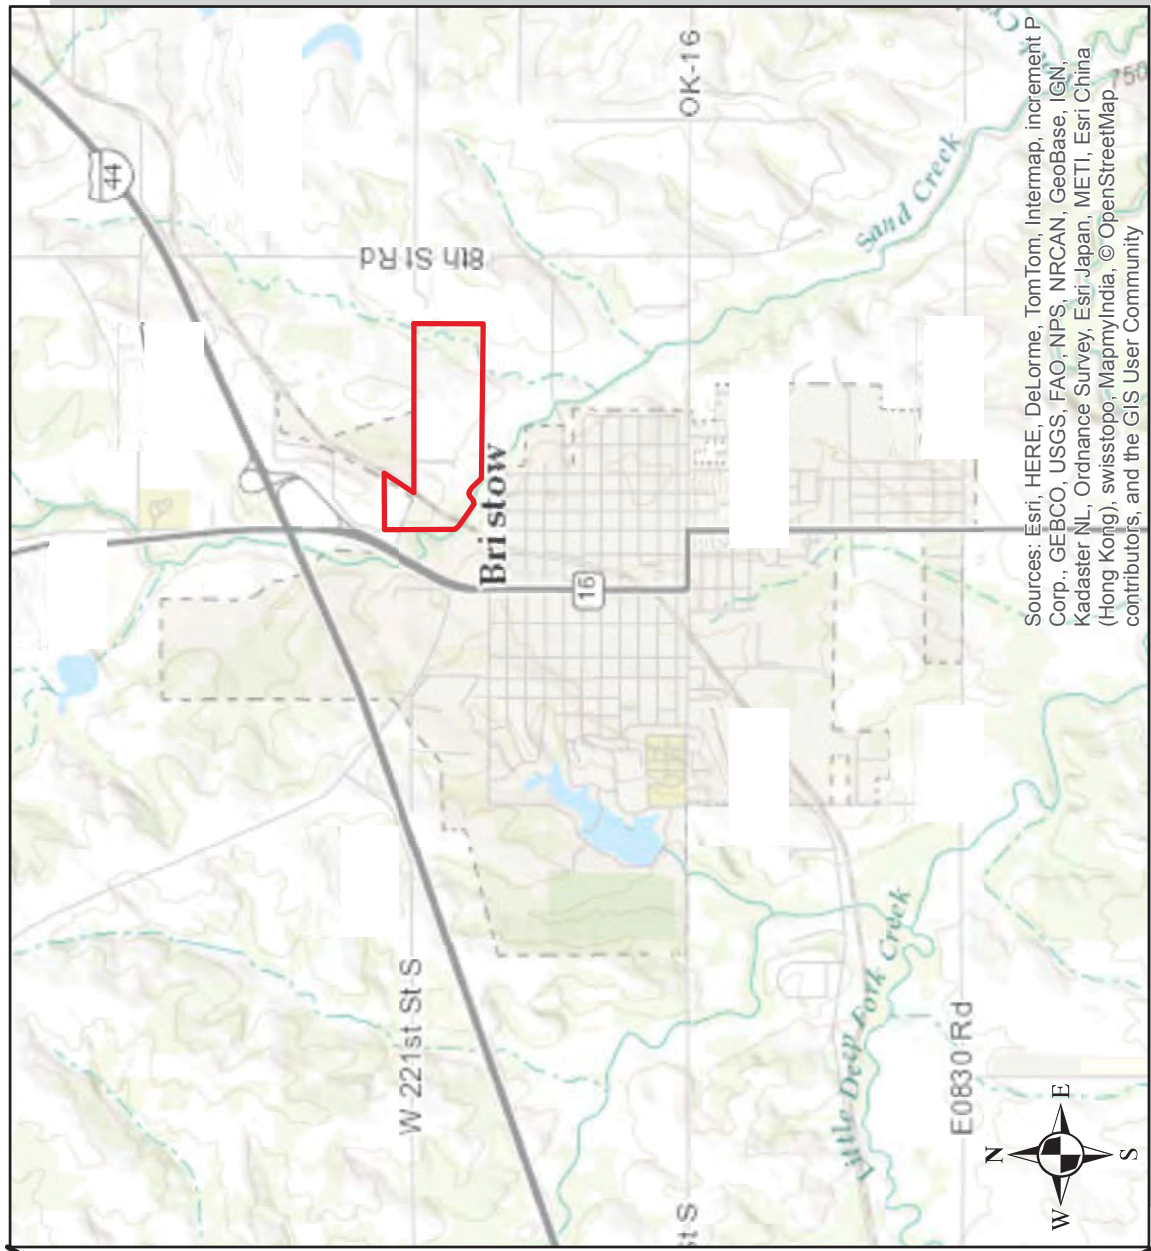 44
OK-16
750
Sand Creek
8th St Rd
Bristow
16
W 221st St S
St S
Little Deep Fork Creek
E0830 Rd
Sources: Esri, HERE, DeLorme, TomTom, Intermap, increment P
Corp., GEBCO, USGS, FAO, NPS, NRCAN, GeoBase, IGN,
Kadaster NL, Ordnance Survey, Esri Japan, METI, Esri China
(Hong Kong), swisstopo, MapmyIndia, © OpenStreetMap
contributors, and the GIS User Community
N
W
E
S